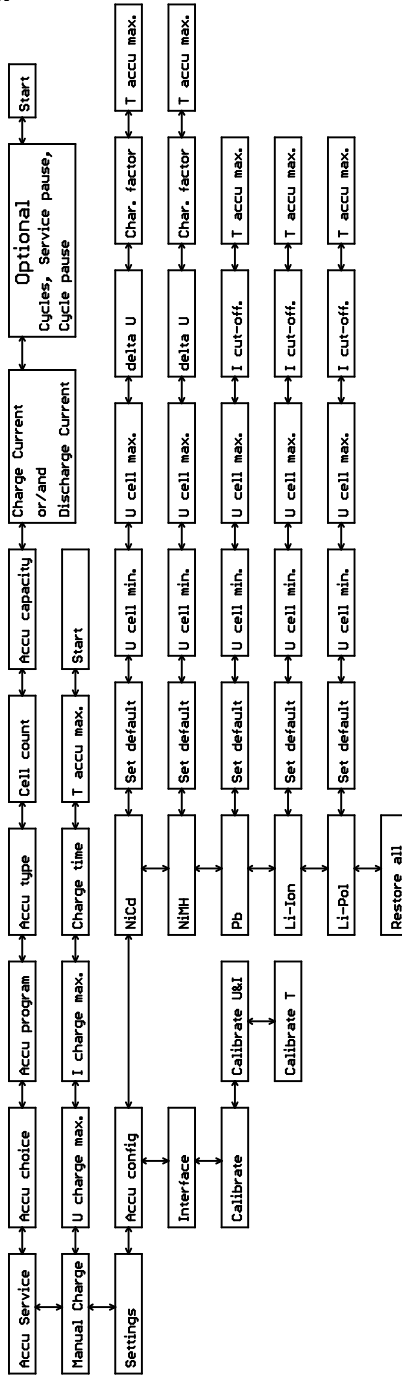 Accu Service
Accu choice
Accu program
Accu type
Cell count
Accu capacity
Charge Current
or/and
Discharge Current
Optional
Cycles, Service pause,
Cycle pause
Start
Manual Charge
U charge max.
I charge max.
Charge time
T accu max.
Start
Settings
Accu config
NiCd
Set default
U cell min.
U cell max.
delta U
Char. factor
T accu max.
Interface
NiMH
Set default
U cell min.
U cell max.
delta U
Char. factor
T accu max.
Calibrate
Calibrate U&I
Pb
Set default
U cell min.
U cell max.
I cut-off.
T accu max.
Calibrate T
Li-Ion
Set default
U cell min.
U cell max.
I cut-off.
T accu max.
Li-Pol
Set default
U cell min.
U cell max.
I cut-off.
T accu max.
Restore all